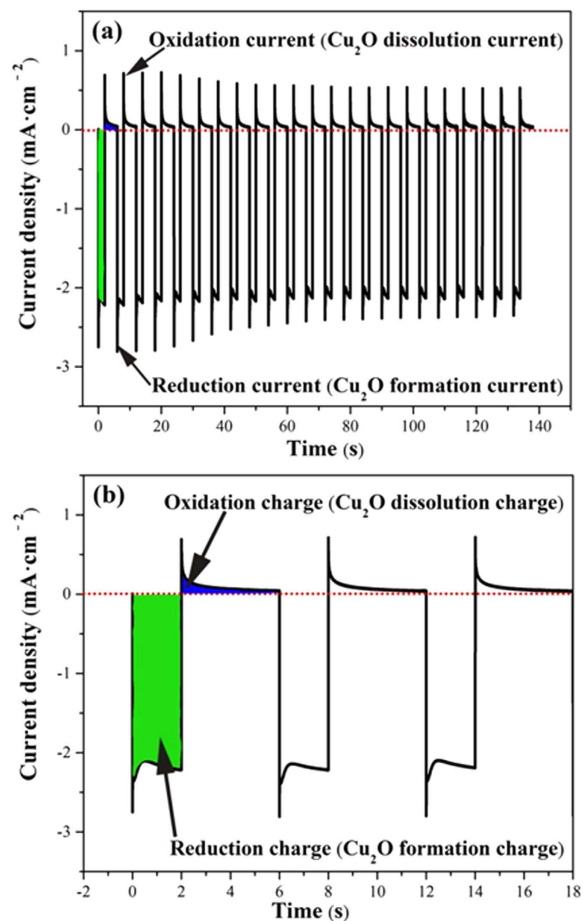 (a)
Oxidation current (Cu₂O dissolution current)
Current density (mA·cm⁻²)
1
0
-1
-2
-3
Reduction current (Cu₂O formation current)
0 20 40 60 80 100 120 140
Time (s)
(b)
Oxidation charge (Cu₂O dissolution charge)
Current density (mA·cm⁻²)
1
0
-1
-2
-3
Reduction charge (Cu₂O formation charge)
-2 0 2 4 6 8 10 12 14 16 18
Time (s)